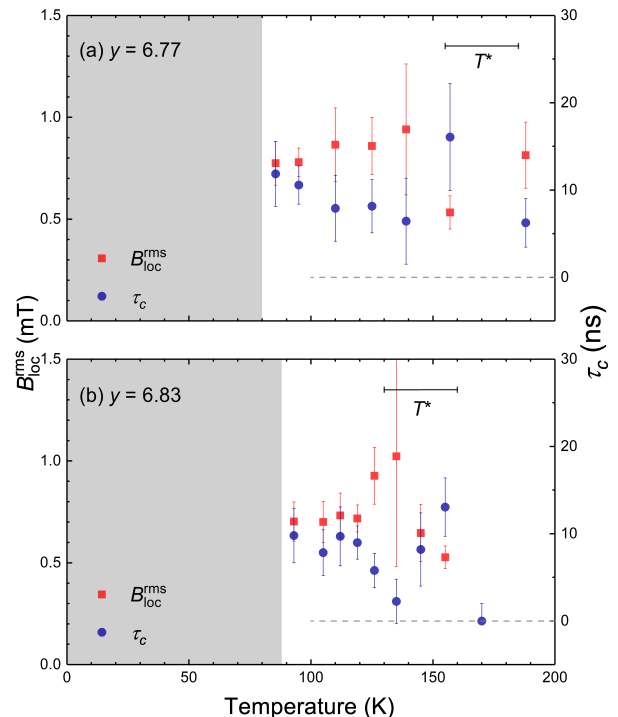 (a) y = 6.77
T*
B_loc^rms
τ_c
1.5
1.0
0.5
0.0
30
20
10
0
(b) y = 6.83
T*
B_loc^rms
τ_c
1.5
1.0
0.5
0.0
30
20
10
0
0
50
100
150
200
B_loc^rms (mT)
τ_c (ns)
Temperature (K)